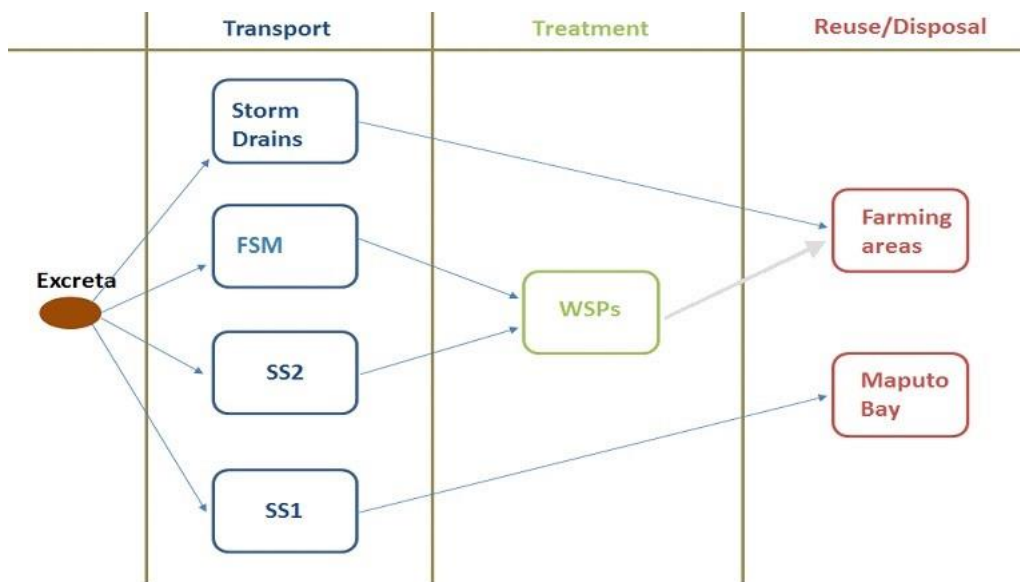 Transport
Treatment
Reuse/Disposal
Storm
Drains
FSM
Farming
areas
Excreta
WSPs
SS2
Maputo
Bay
SS1